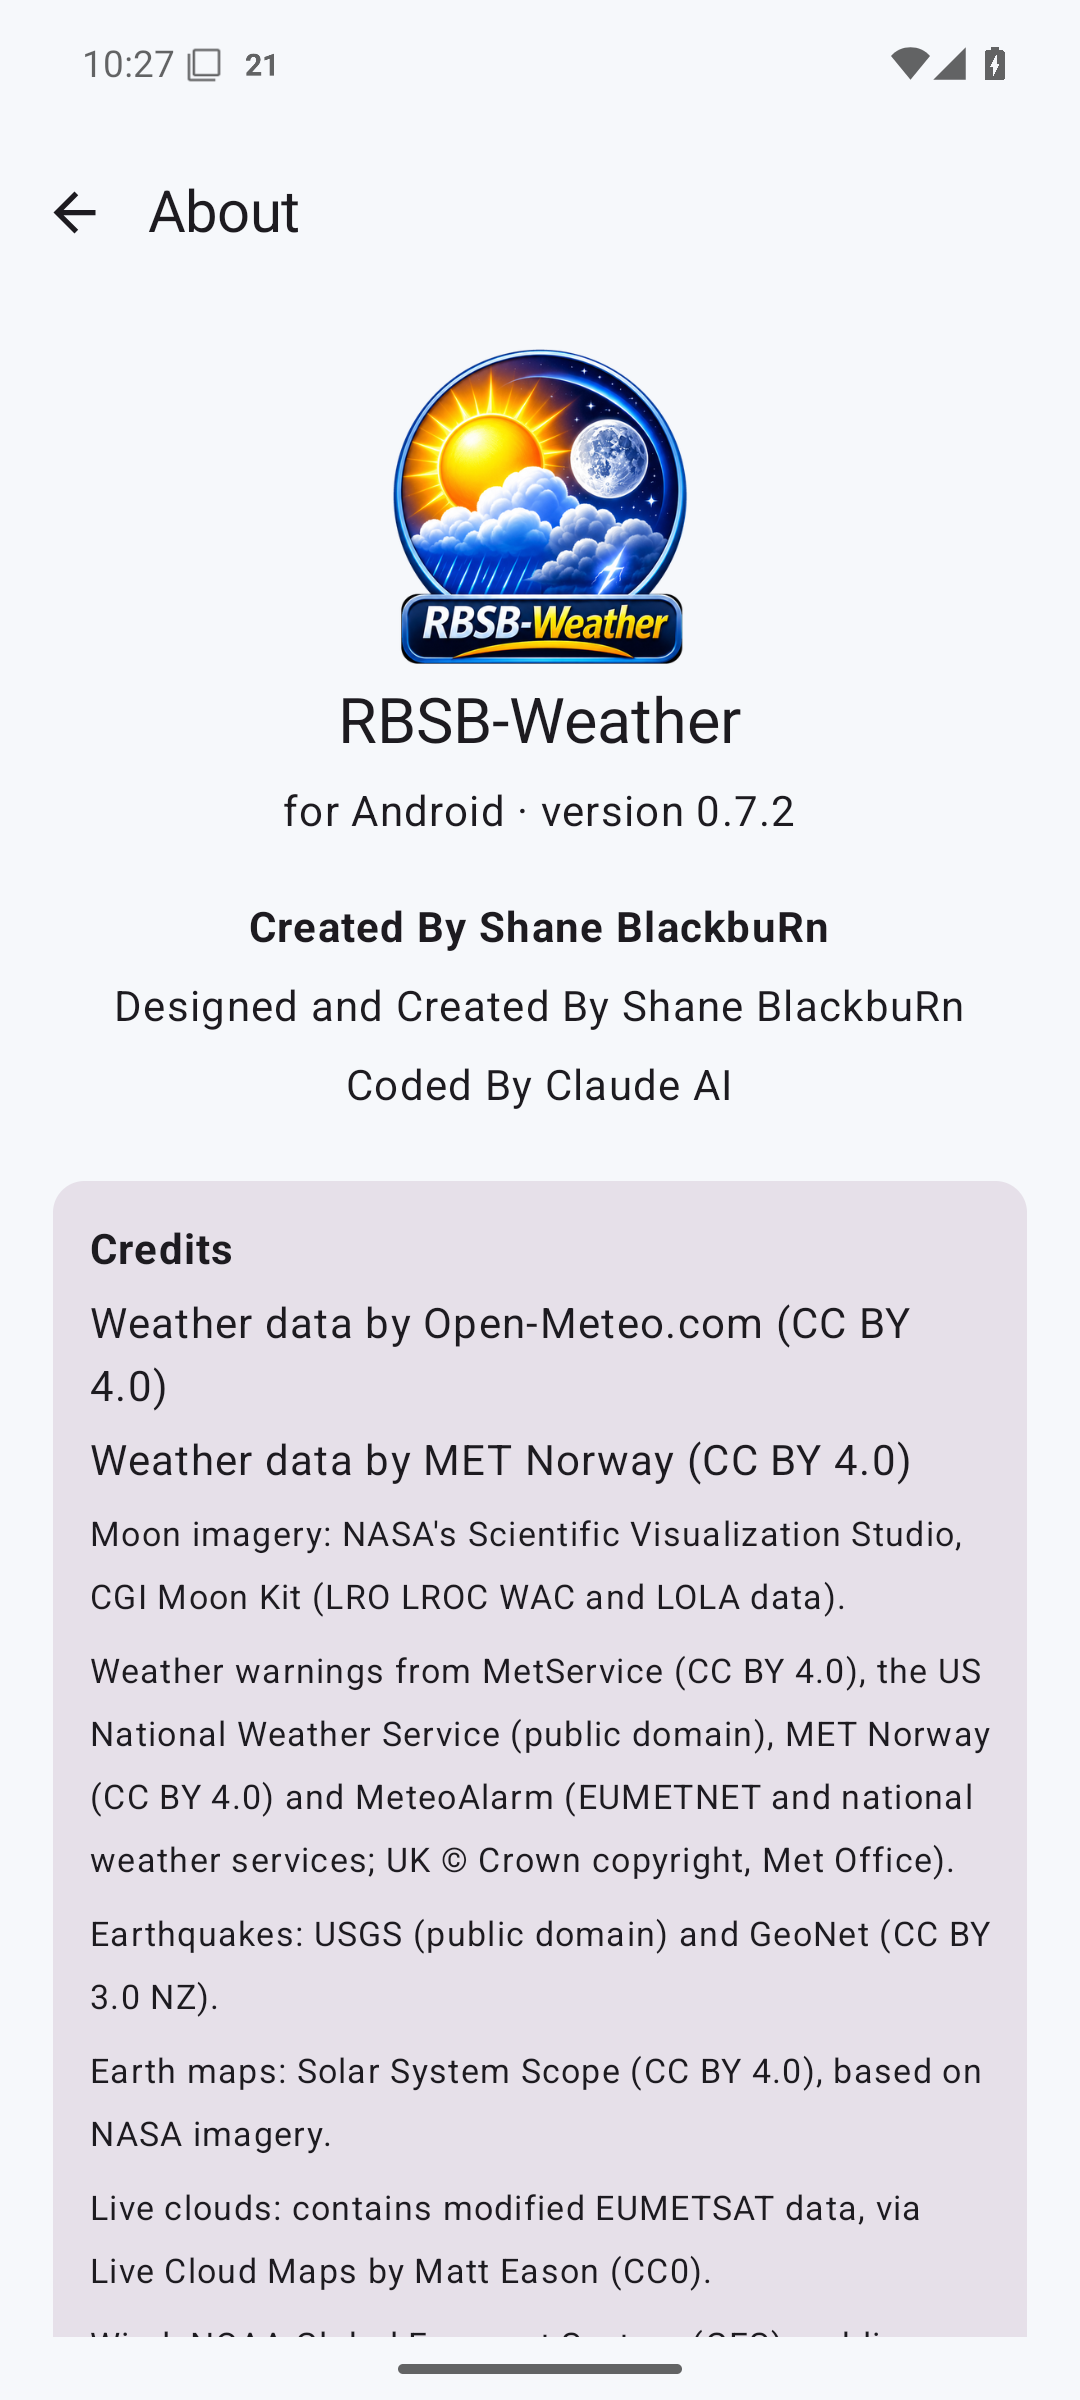 10:27 21
About
RBSB-Weather
RBSB-Weather
for Android · version 0.7.2
Created By Shane BlackbuRn
Designed and Created By Shane BlackbuRn
Coded By Claude AI
Credits
Weather data by Open-Meteo.com (CC BY
4.0)
Weather data by MET Norway (CC BY 4.0)
Moon imagery: NASA's Scientific Visualization Studio,
CGI Moon Kit (LRO LROC WAC and LOLA data).
Weather warnings from MetService (CC BY 4.0), the US
National Weather Service (public domain), MET Norway
(CC BY 4.0) and MeteoAlarm (EUMETNET and national
weather services; UK © Crown copyright, Met Office).
Earthquakes: USGS (public domain) and GeoNet (CC BY
3.0 NZ).
Earth maps: Solar System Scope (CC BY 4.0), based on
NASA imagery.
Live clouds: contains modified EUMETSAT data, via
Live Cloud Maps by Matt Eason (CC0).